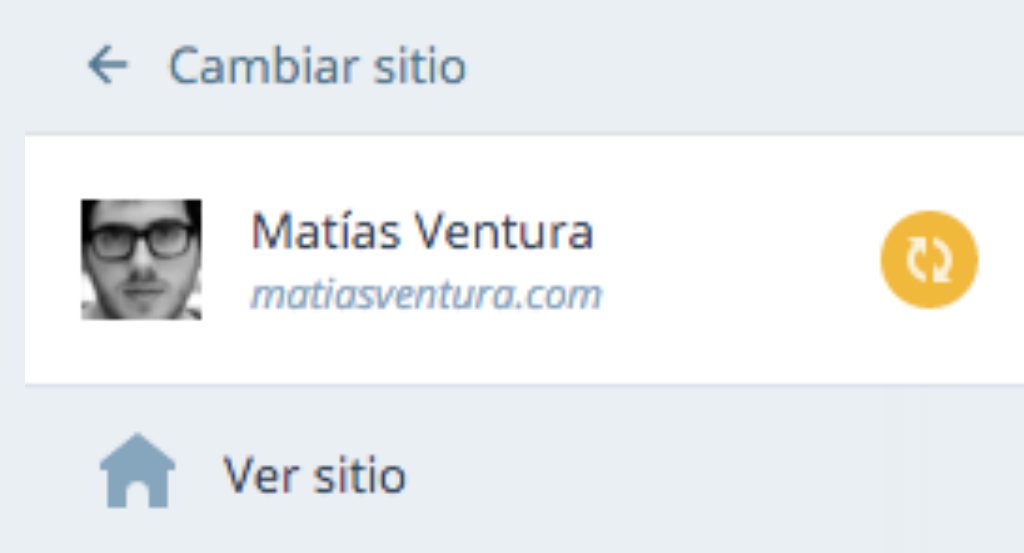 Cambiar sitio
Matías Ventura
matiasventura.com
Ver sitio